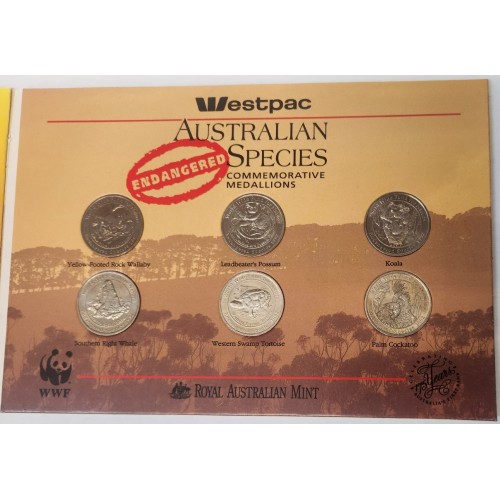 Westpac
AUSTRALIAN
ENDANGERED
SPECIES
COMMEMORATIVE
MEDALLIONS
Yellow-Footed Rock Wallaby
Leadbeater's Possum
Koala
Southern Right Whale
Western Swamp Tortoise
Palm Cockatoo
WWF
ROYAL AUSTRALIAN MINT
Years